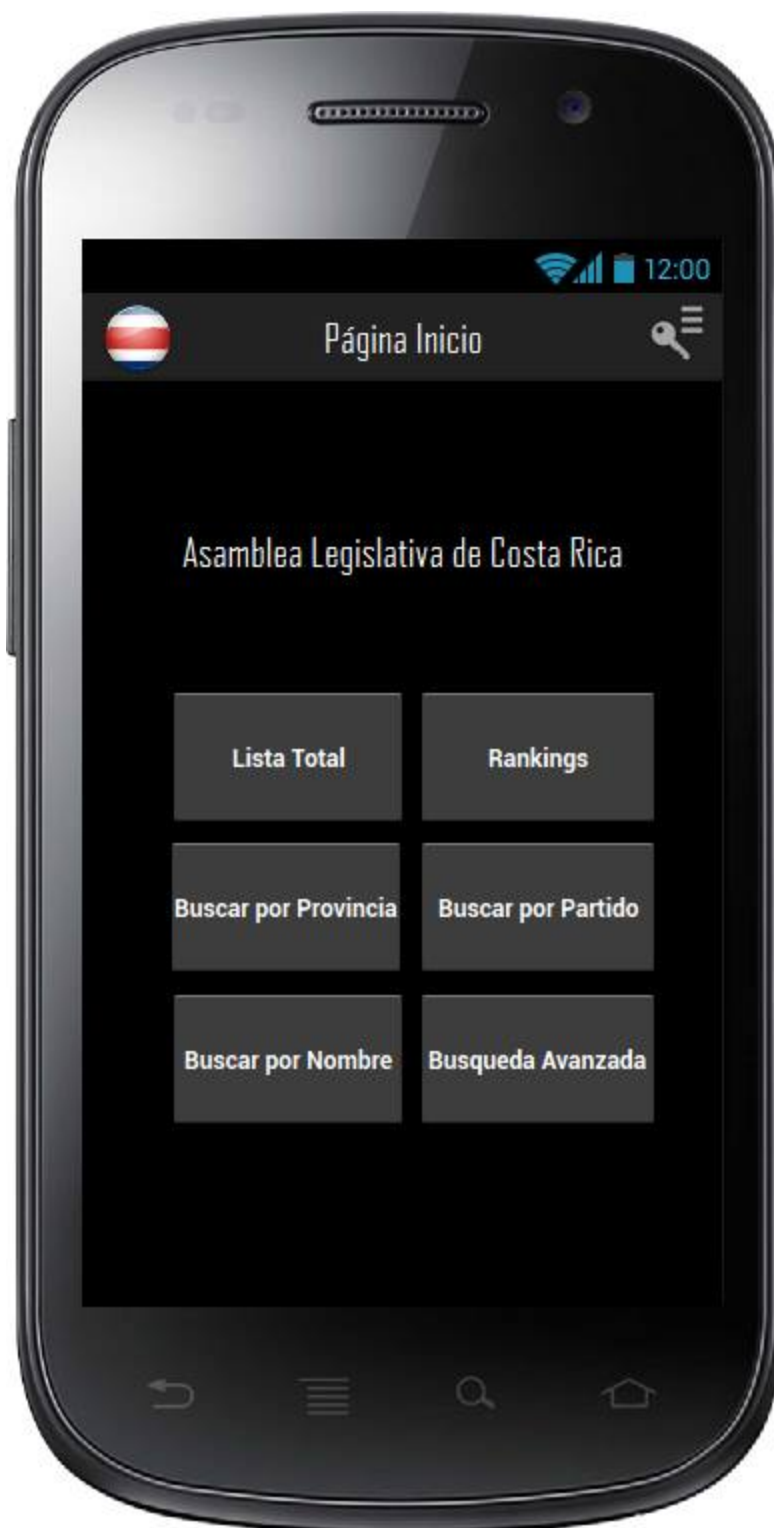 12:00
Página Inicio
Asamblea Legislativa de Costa Rica
Lista Total
Rankings
Buscar por Provincia
Buscar por Partido
Buscar por Nombre
Busqueda Avanzada